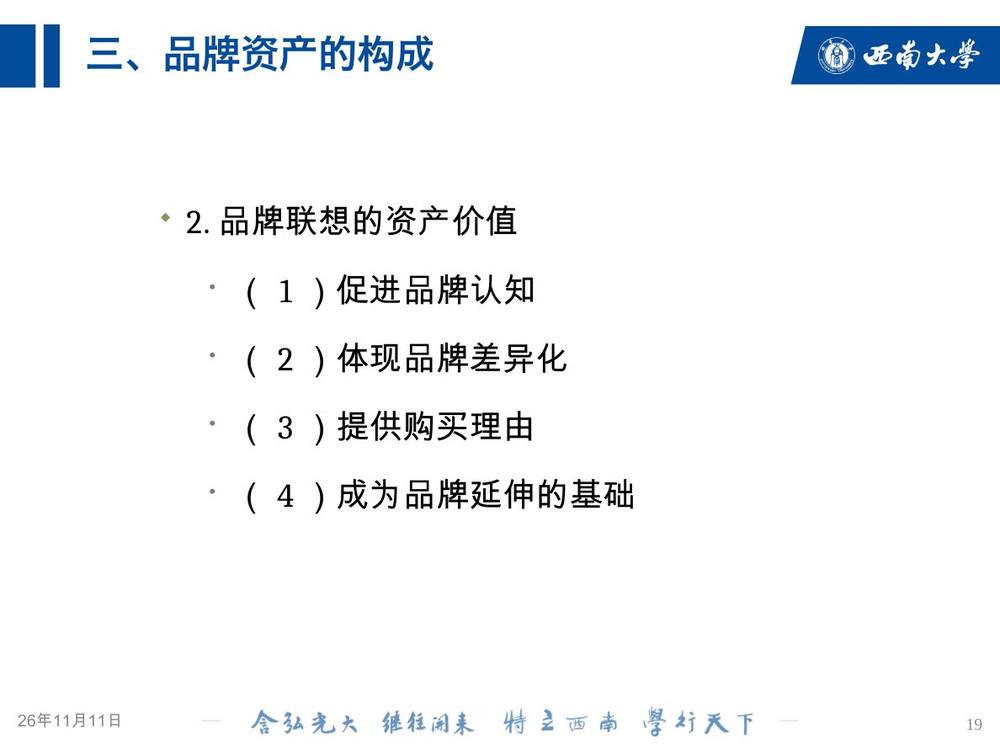 三、品牌资产的构成
西南大学
2. 品牌联想的资产价值
( 1 )促进品牌认知
( 2 )体现品牌差异化
( 3 )提供购买理由
( 4 )成为品牌延伸的基础
26年11月11日
含弘光大 继往开来 特立西南 學行天下
19